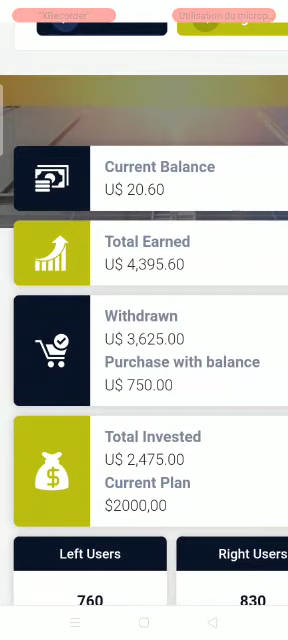 "XRecorder"
Utilisation du microp...
Current Balance
U$ 20.60
Total Earned
U$ 4,395.60
Withdrawn
U$ 3,625.00
Purchase with balance
U$ 750.00
Total Invested
U$ 2,475.00
Current Plan
$2000,00
Left Users
Right Users
760
830